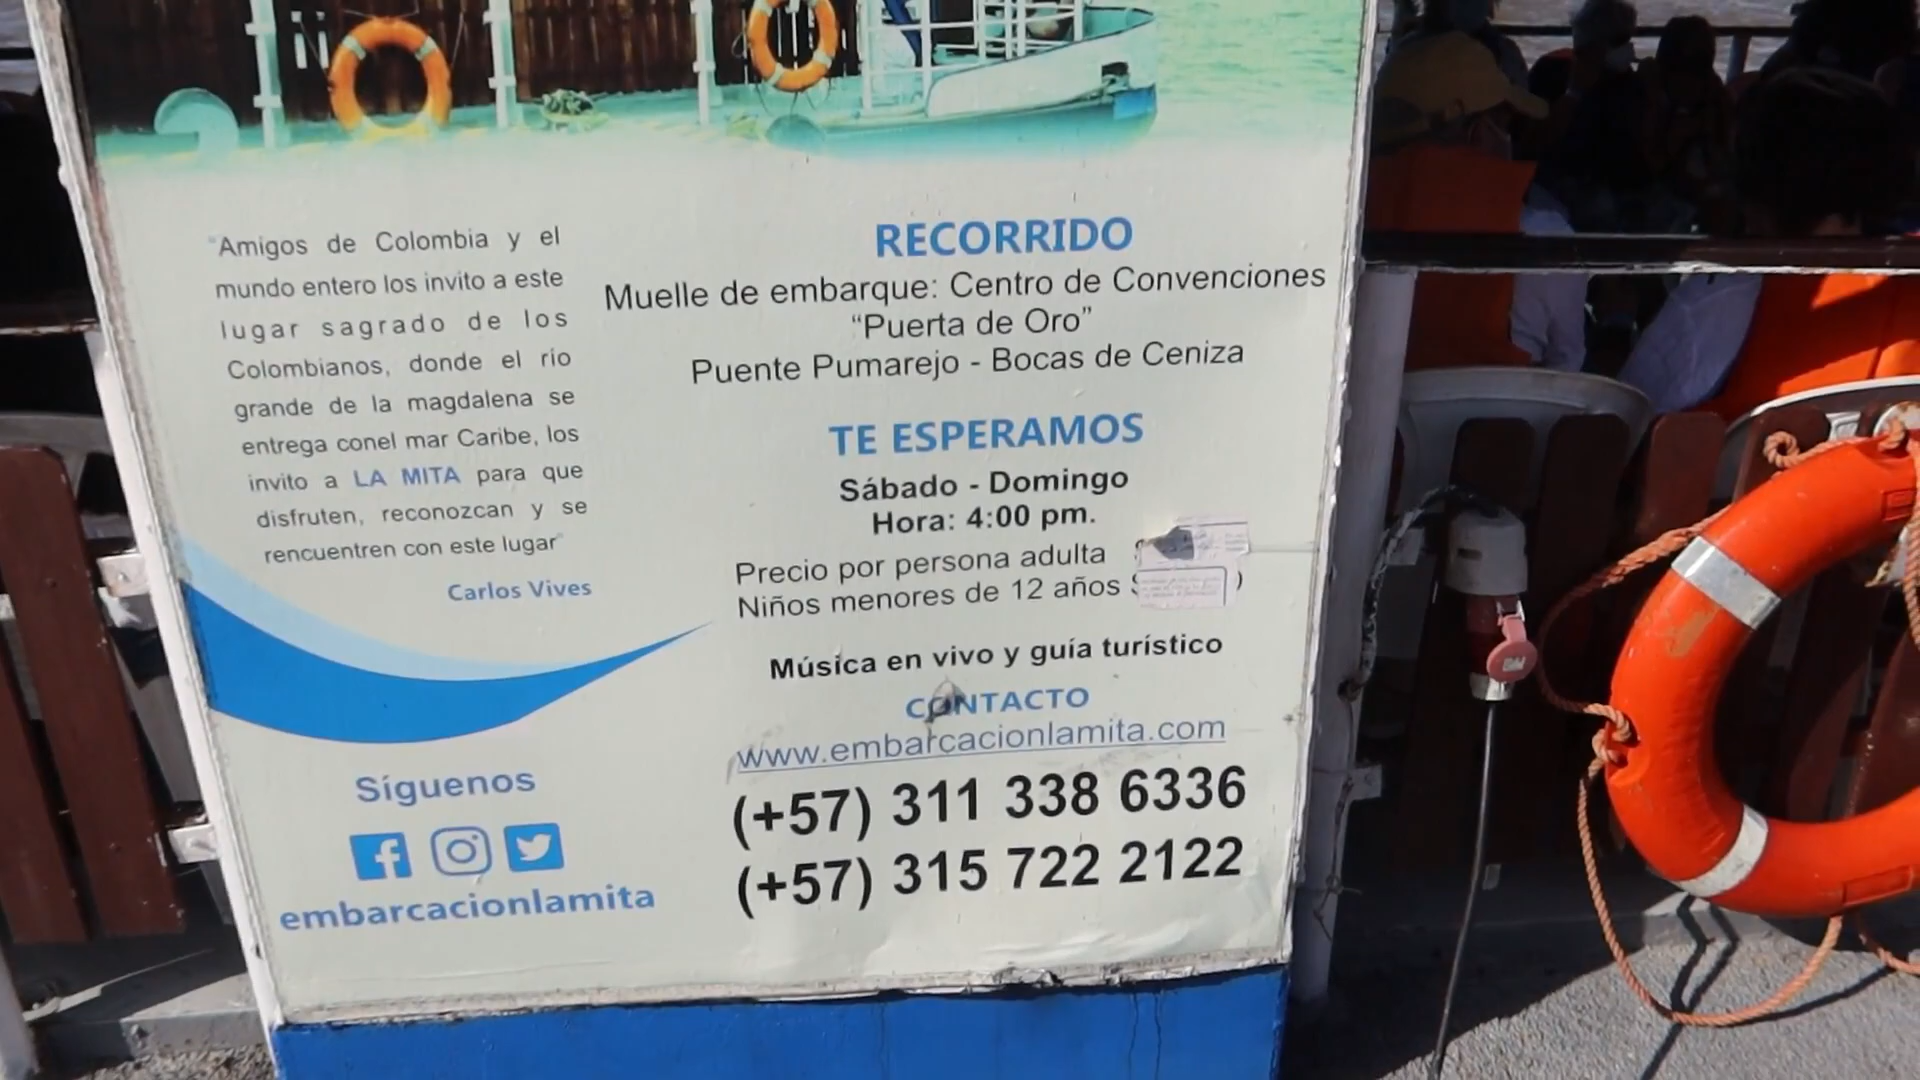 “Amigos de Colombia y el
mundo entero los invito a este
lugar sagrado de los
Colombianos, donde el río
grande de la magdalena se
entrega conel mar Caribe, los
invito a LA MITA para que
disfruten, reconozcan y se
rencuentren con este lugar”
Carlos Vives
Síguenos
embarcacionlamita
RECORRIDO
Muelle de embarque: Centro de Convenciones
“Puerta de Oro”
Puente Pumarejo - Bocas de Ceniza
TE ESPERAMOS
Sábado - Domingo
Hora: 4:00 pm.
Precio por persona adulta
Niños menores de 12 años
Música en vivo y guía turístico
CONTACTO
www.embarcacionlamita.com
(+57) 311 338 6336
(+57) 315 722 2122